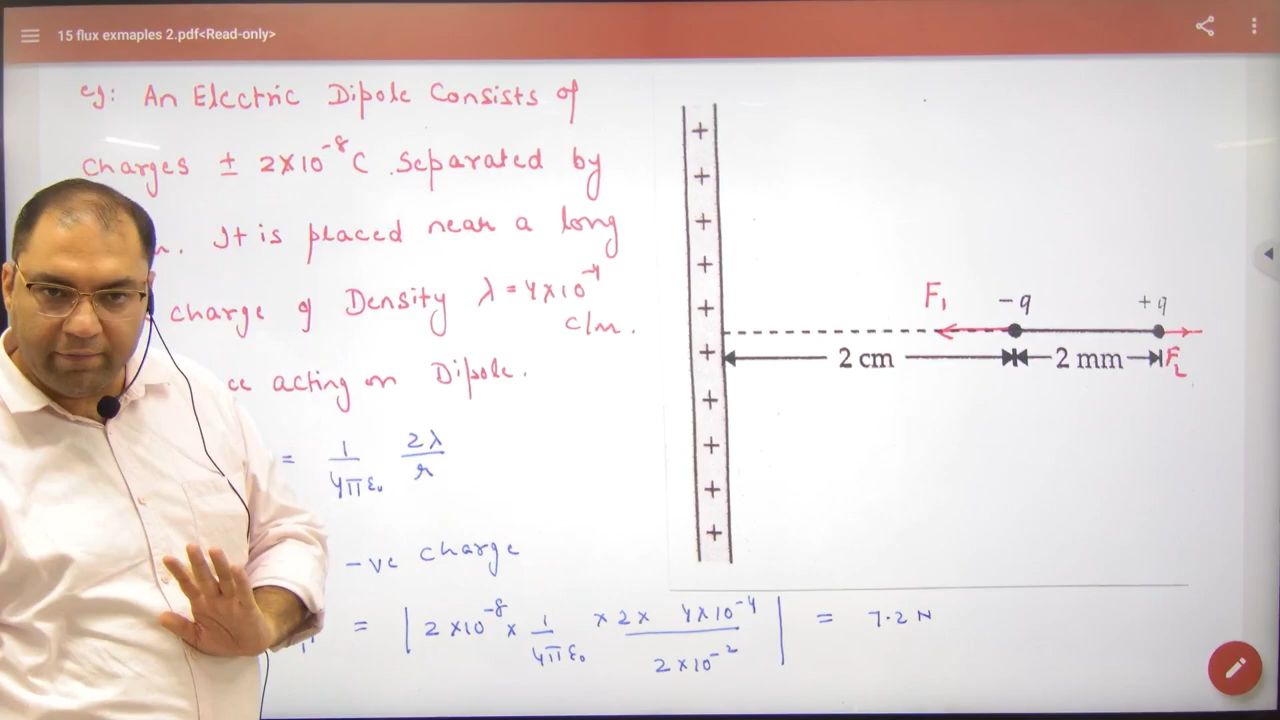 15 flux exmaples 2.pdf<Read-only>
eg: An Electric Dipole Consists of
charges ± 2×10⁻⁸ C separated by
It is placed near a long
charge of Density λ = 4×10⁻⁴
C/m.
acting on Dipole.
= 1/4πε₀ 2λ/r
-ve charge
= | 2×10⁻⁸ × 1/4πε₀ × 2× 4×10⁻⁴ / 2×10⁻² | = 7.2 N
+
+
+
+
+
+
+
+
+
+
F₁ -q +q
2 cm 2 mm F₂